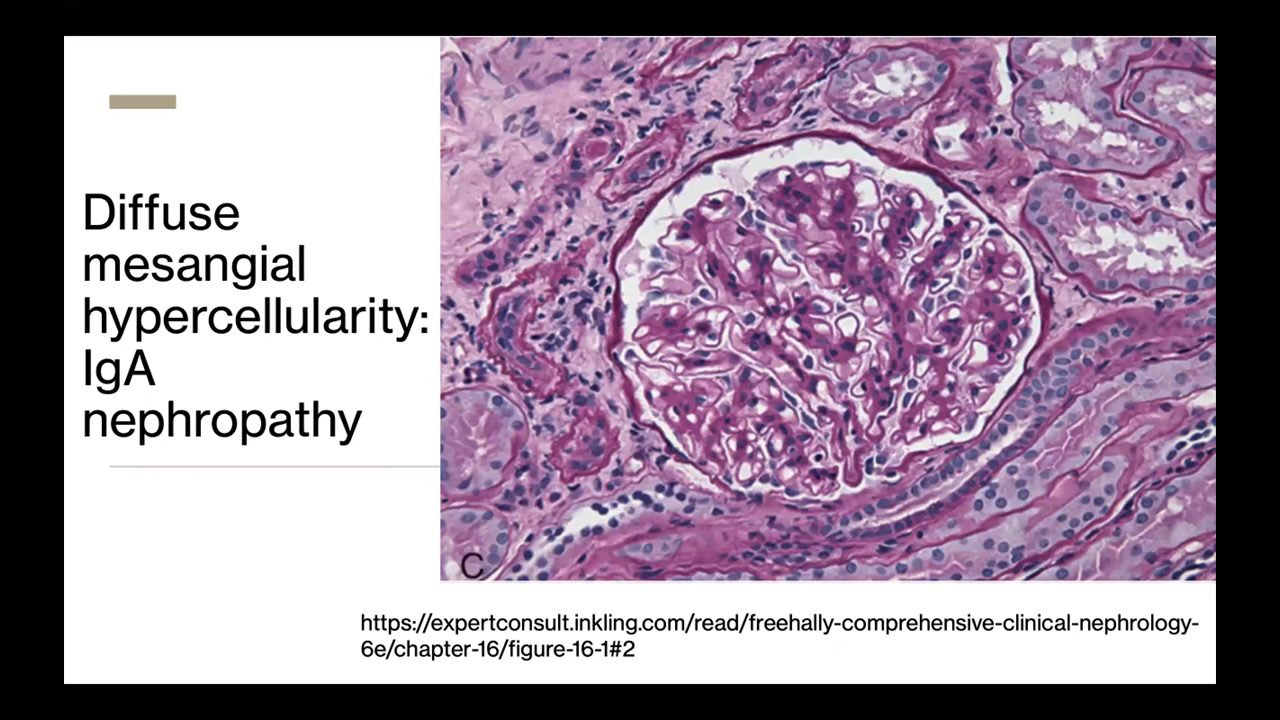 Diffuse
mesangial
hypercellularity:
IgA
nephropathy
C
https://expertconsult.inkling.com/read/freehally-comprehensive-clinical-nephrology-
6e/chapter-16/figure-16-1#2